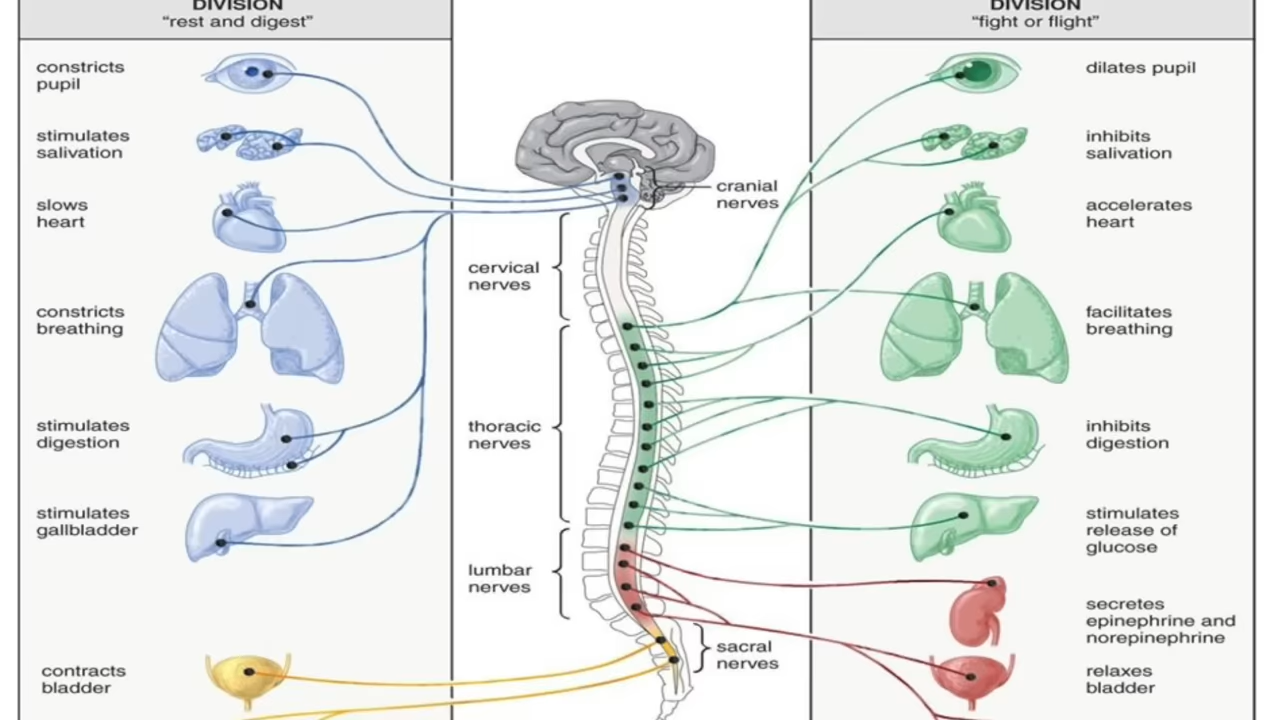 DIVISION
"rest and digest"
constricts
pupil
stimulates
salivation
slows
heart
constricts
breathing
stimulates
digestion
stimulates
gallbladder
contracts
bladder
cranial
nerves
cervical
nerves
thoracic
nerves
lumbar
nerves
sacral
nerves
DIVISION
"fight or flight"
dilates pupil
inhibits
salivation
accelerates
heart
facilitates
breathing
inhibits
digestion
stimulates
release of
glucose
secretes
epinephrine and
norepinephrine
relaxes
bladder